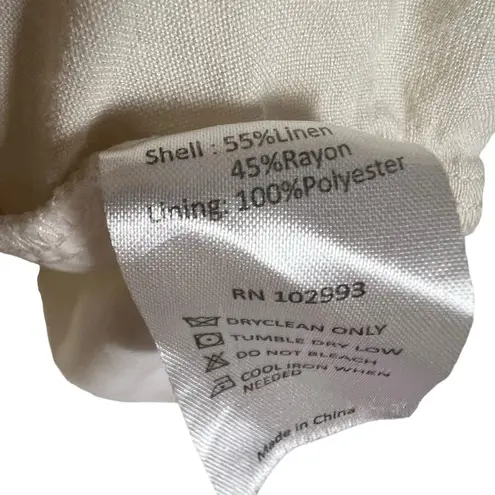 Shell : 55%Linen
45%Rayon
Lining: 100%Polyester
RN 102993
DRYCLEAN ONLY
TUMBLE DRY LOW
DO NOT BLEACH
COOL IRON WHEN
NEEDED
Made in China